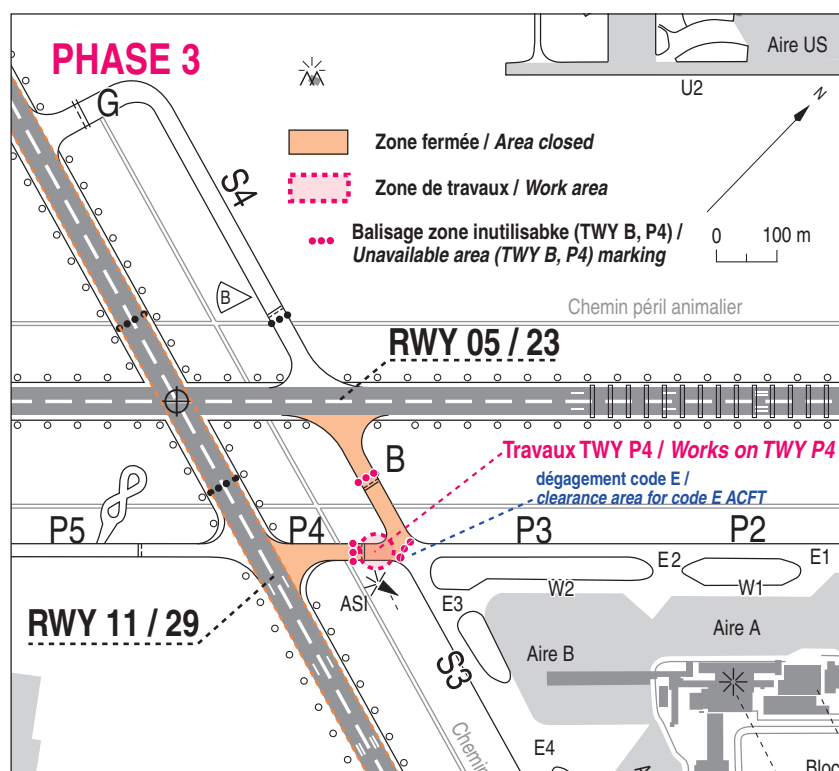 PHASE 3
Aire US
U2
N
G
S4
Zone fermée / Area closed
Zone de travaux / Work area
Balisage zone inutilisabke (TWY B, P4) /
Unavailable area (TWY B, P4) marking
0 100 m
B
Chemin péril animalier
RWY 05 / 23
B
Travaux TWY P4 / Works on TWY P4
dégagement code E /
clearance area for code E ACFT
P5
P4
P3
P2
E2
E1
W2
W1
ASI
E3
RWY 11 / 29
S3
Aire A
Aire B
Chemin
E4
Bloc